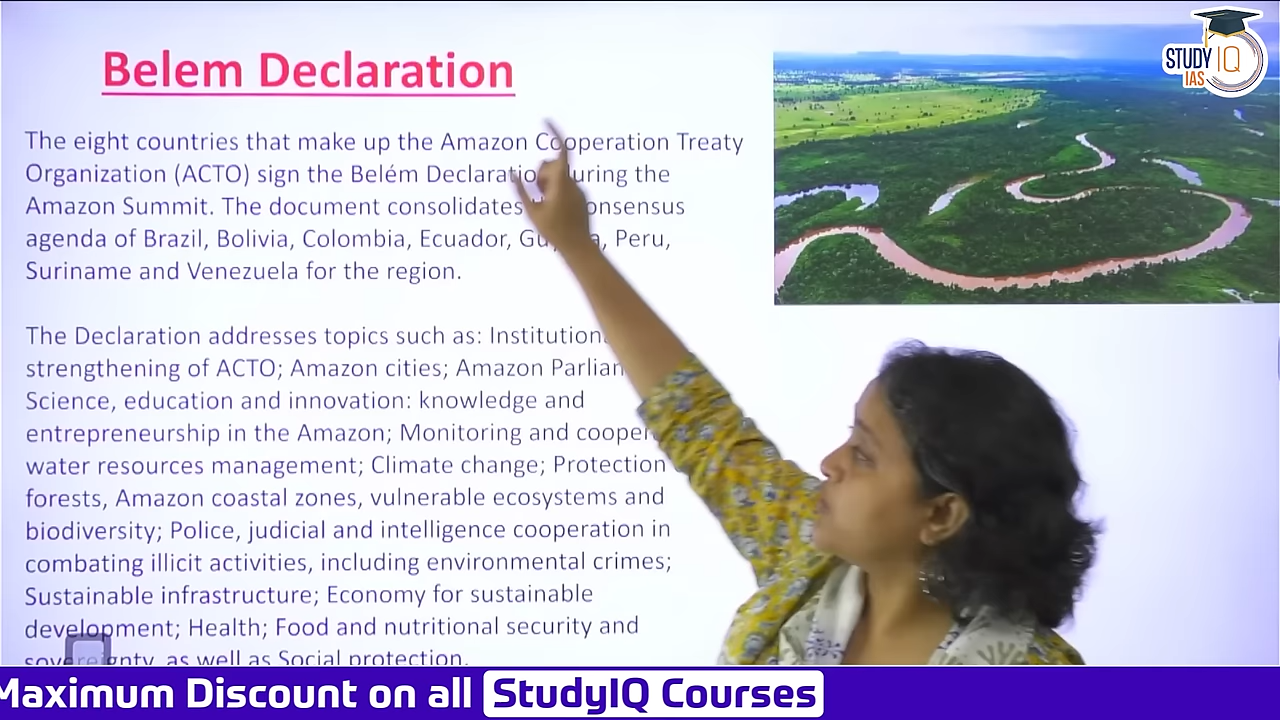 Belem Declaration
STUDY IQ
IAS
The eight countries that make up the Amazon Cooperation Treaty
Organization (ACTO) sign the Belém Declaration during the
Amazon Summit. The document consolidates consensus
agenda of Brazil, Bolivia, Colombia, Ecuador, Peru,
Suriname and Venezuela for the region.
The Declaration addresses topics such as:
strengthening of ACTO; Amazon cities; Amazon
Science, education and innovation: knowledge and
entrepreneurship in the Amazon; Monitoring and
water resources management; Climate change; Protection
forests, Amazon coastal zones, vulnerable ecosystems and
biodiversity; Police, judicial and intelligence cooperation in
combating illicit activities, including environmental crimes;
Sustainable infrastructure; Economy for sustainable
development; Health; Food and nutritional security and
sovereignty, as well as Social protection.
Maximum Discount on all StudyIQ Courses